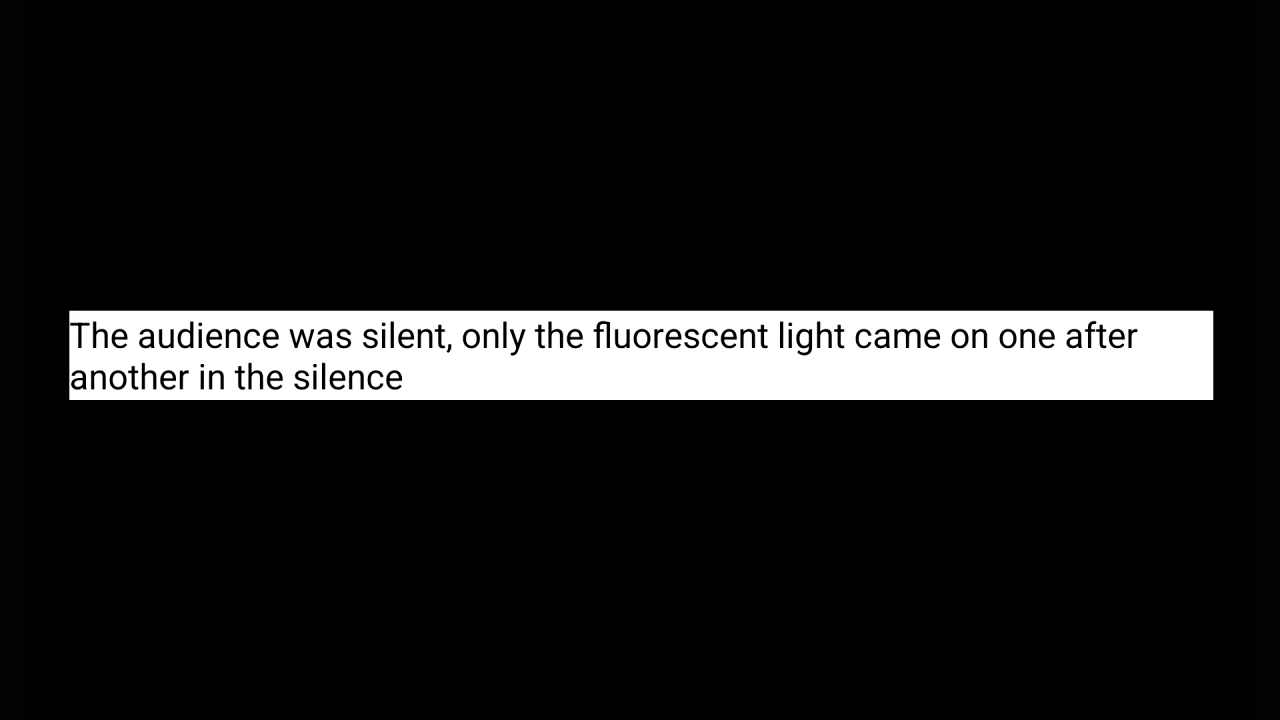 The audience was silent, only the fluorescent light came on one after
another in the silence